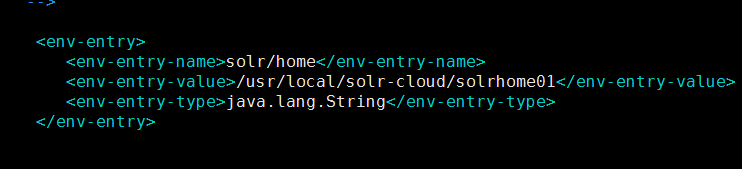 -->
<env-entry>
<env-entry-name>solr/home</env-entry-name>
<env-entry-value>/usr/local/solr-cloud/solrhome01</env-entry-value>
<env-entry-type>java.lang.String</env-entry-type>
</env-entry>